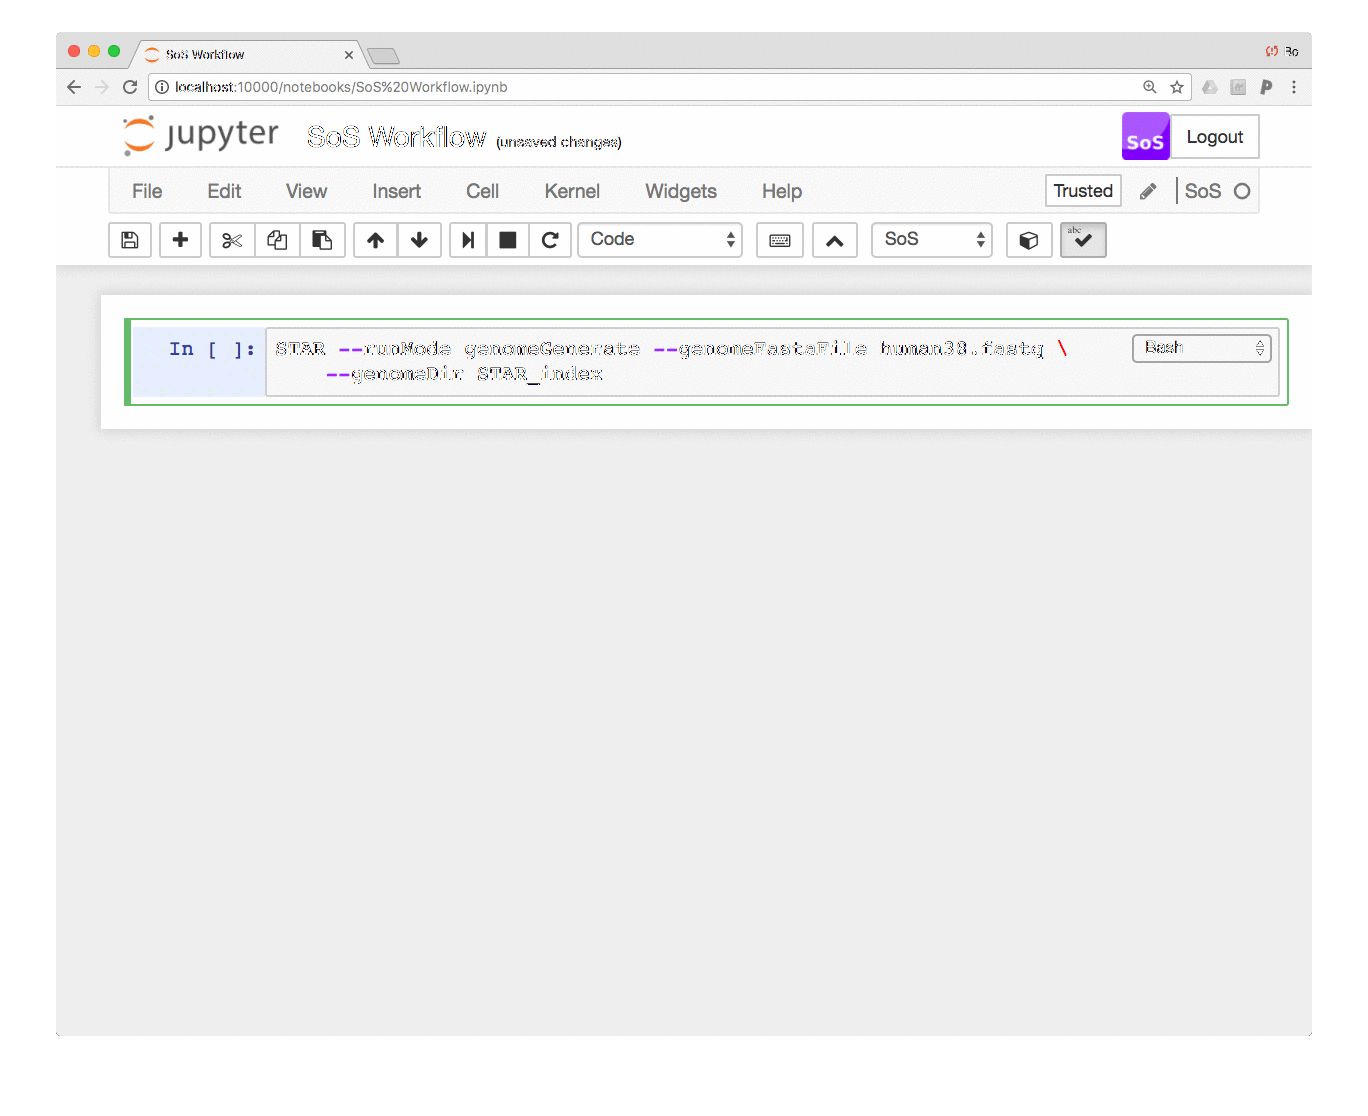 SoS Workflow
Bo
localhost:10000/notebooks/SoS%20Workflow.ipynb
jupyter SoS Workflow (unsaved changes) SoS Logout
File Edit View Insert Cell Kernel Widgets Help Trusted SoS
Code SoS abc
In [ ]: STAR --runMode genomeGenerate --genomeFastaFile human38.fastq \ Bash
--genomeDir STAR_index